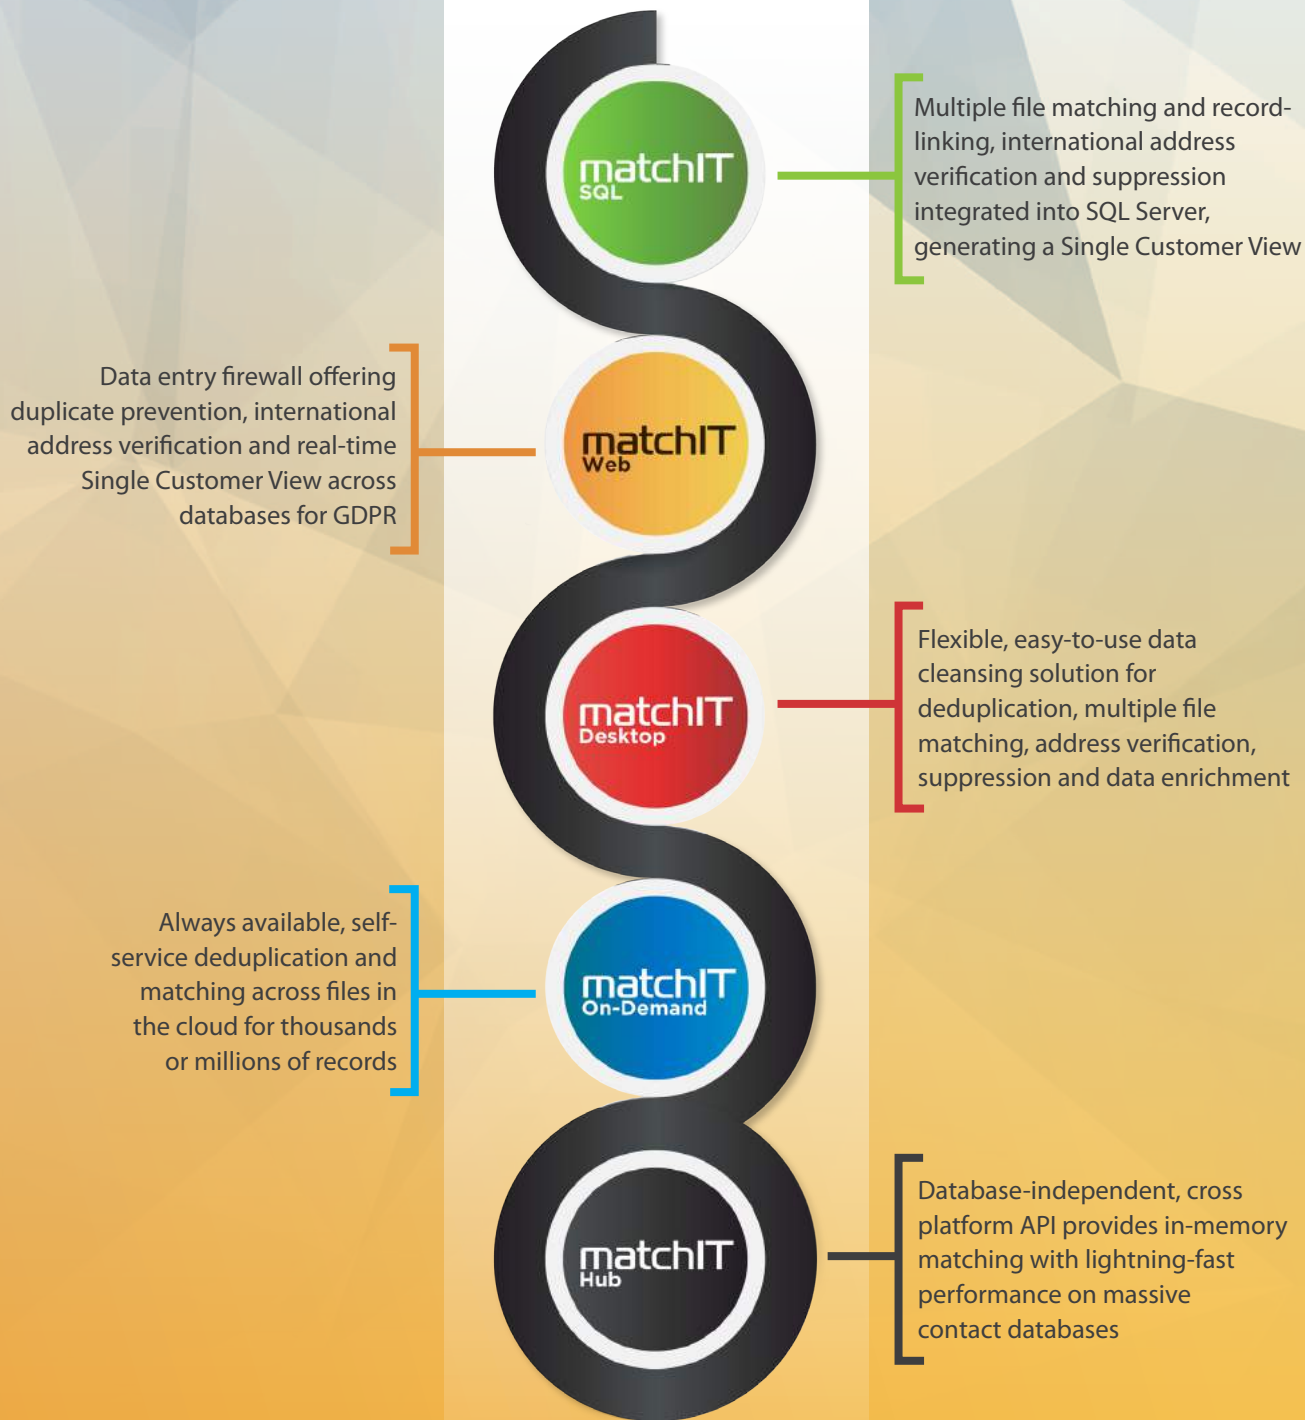 matchIT
SQL
Multiple file matching and record-
linking, international address
verification and suppression
integrated into SQL Server,
generating a Single Customer View
Data entry firewall offering
duplicate prevention, international
address verification and real-time
Single Customer View across
databases for GDPR
matchIT
Web
matchIT
Desktop
Flexible, easy-to-use data
cleansing solution for
deduplication, multiple file
matching, address verification,
suppression and data enrichment
Always available, self-
service deduplication and
matching across files in
the cloud for thousands
or millions of records
matchIT
On-Demand
matchIT
Hub
Database-independent, cross
platform API provides in-memory
matching with lightning-fast
performance on massive
contact databases